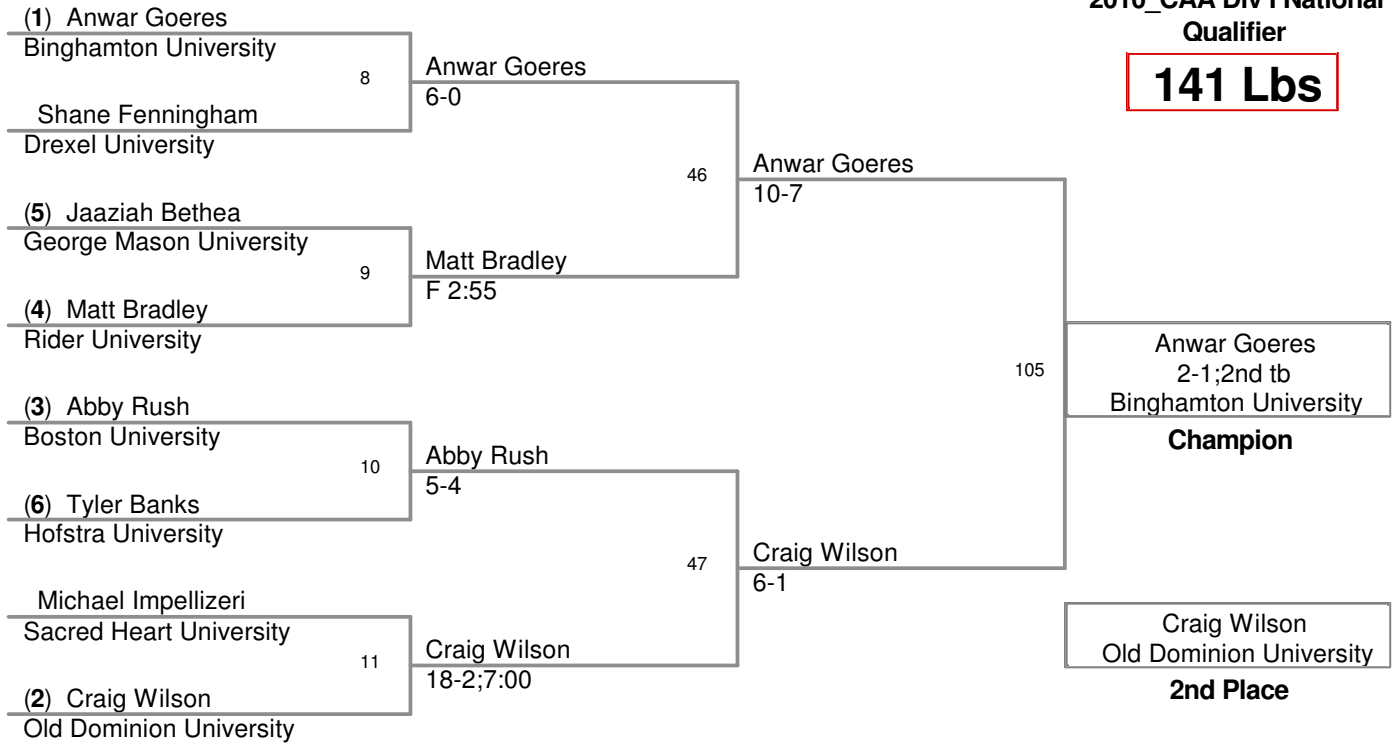 2010_CAA Div I National
Qualifier
141 Lbs
(1) Anwar Goeres
Binghamton University
8
Shane Fenningham
Drexel University
Anwar Goeres
6-0
(5) Jaaziah Bethea
George Mason University
9
(4) Matt Bradley
Rider University
Matt Bradley
F 2:55
46
Anwar Goeres
10-7
(3) Abby Rush
Boston University
10
(6) Tyler Banks
Hofstra University
Abby Rush
5-4
Michael Impellizeri
Sacred Heart University
11
(2) Craig Wilson
Old Dominion University
Craig Wilson
18-2;7:00
47
Craig Wilson
6-1
105
Anwar Goeres
2-1;2nd tb
Binghamton University
Champion
Craig Wilson
Old Dominion University
2nd Place